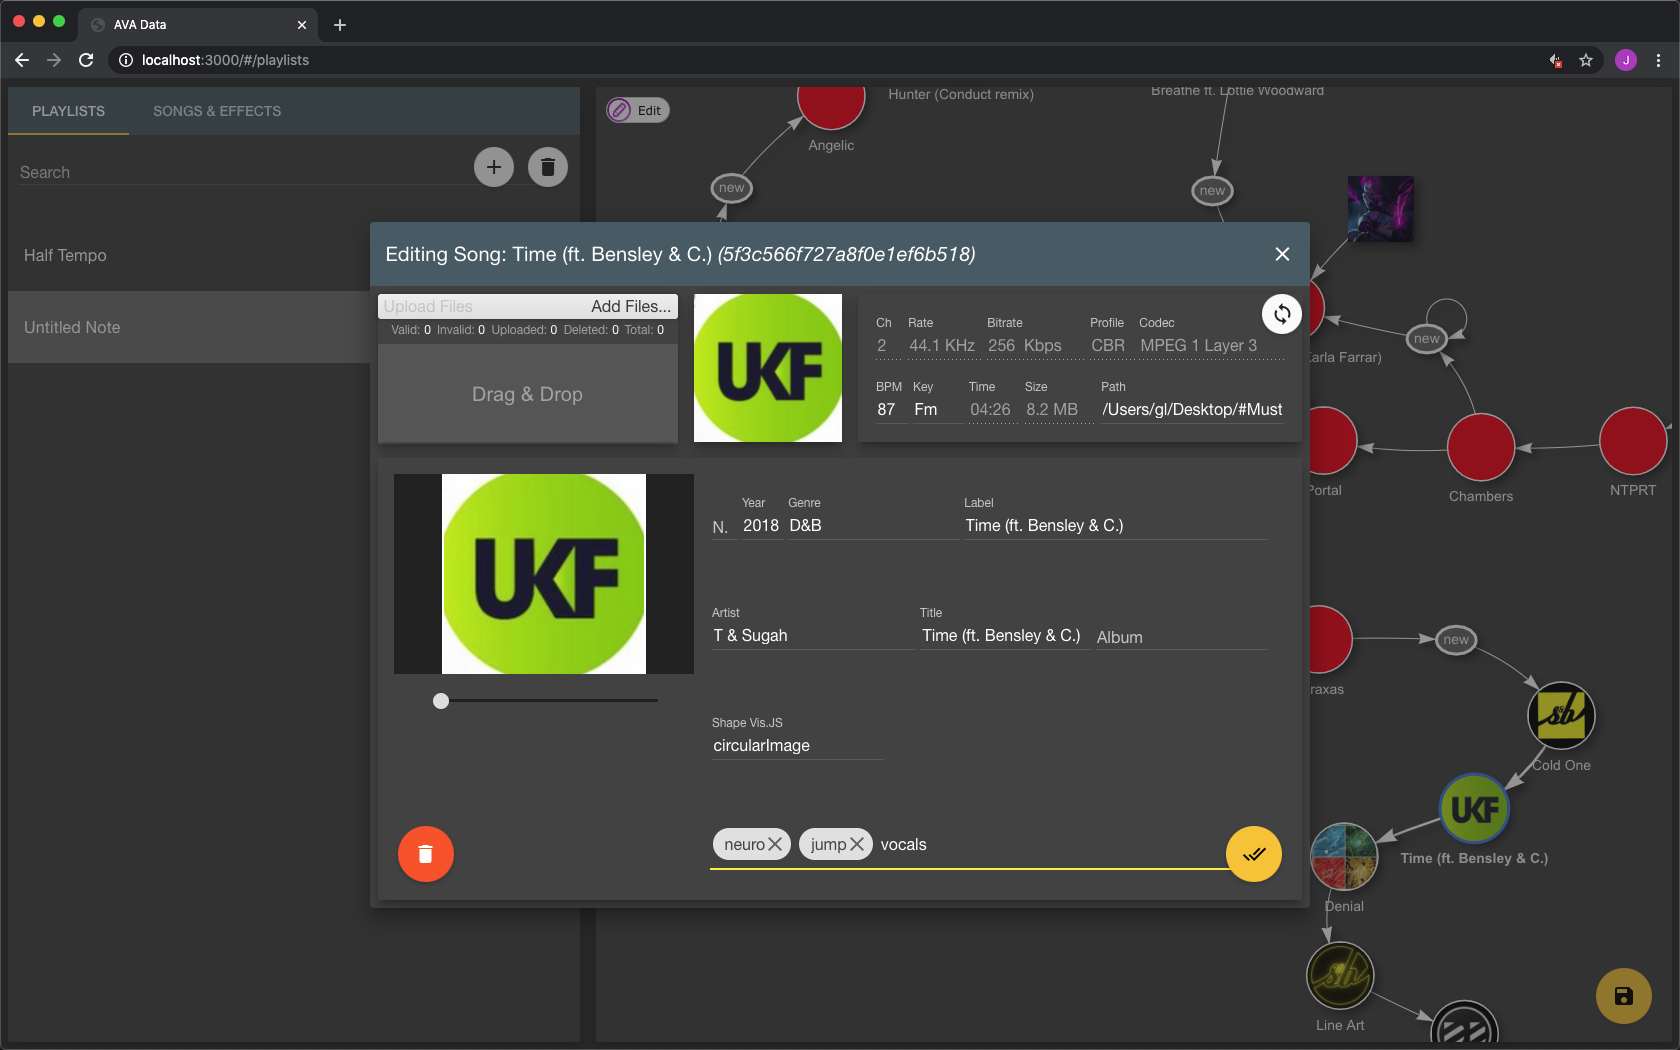 AVA Data
localhost:3000/#/playlists
J
PLAYLISTS
SONGS & EFFECTS
Search
Half Tempo
Untitled Note
Edit
Hunter (Conduct remix)
Breathe ft. Lottie Woodward
Angelic
new
new
Editing Song: Time (ft. Bensley & C.) (5f3c566f727a8f0e1ef6b518)
Upload Files
Add Files...
Valid: 0 Invalid: 0 Uploaded: 0 Deleted: 0 Total: 0
Drag & Drop
UKF
Ch Rate Bitrate Profile Codec
2 44.1 KHz 256 Kbps CBR MPEG 1 Layer 3
BPM Key Time Size Path
87 Fm 04:26 8.2 MB /Users/gl/Desktop/#Must
UKF
Year Genre Label
N. 2018 D&B Time (ft. Bensley & C.)
Artist Title
T & Sugah Time (ft. Bensley & C.) Album
Shape Vis.JS
circularImage
neuro jump vocals
new
Karla Farrar)
Portal
Chambers
NTPRT
raxas
new
sb
Cold One
UKF
Time (ft. Bensley & C.)
Denial
sb
Line Art